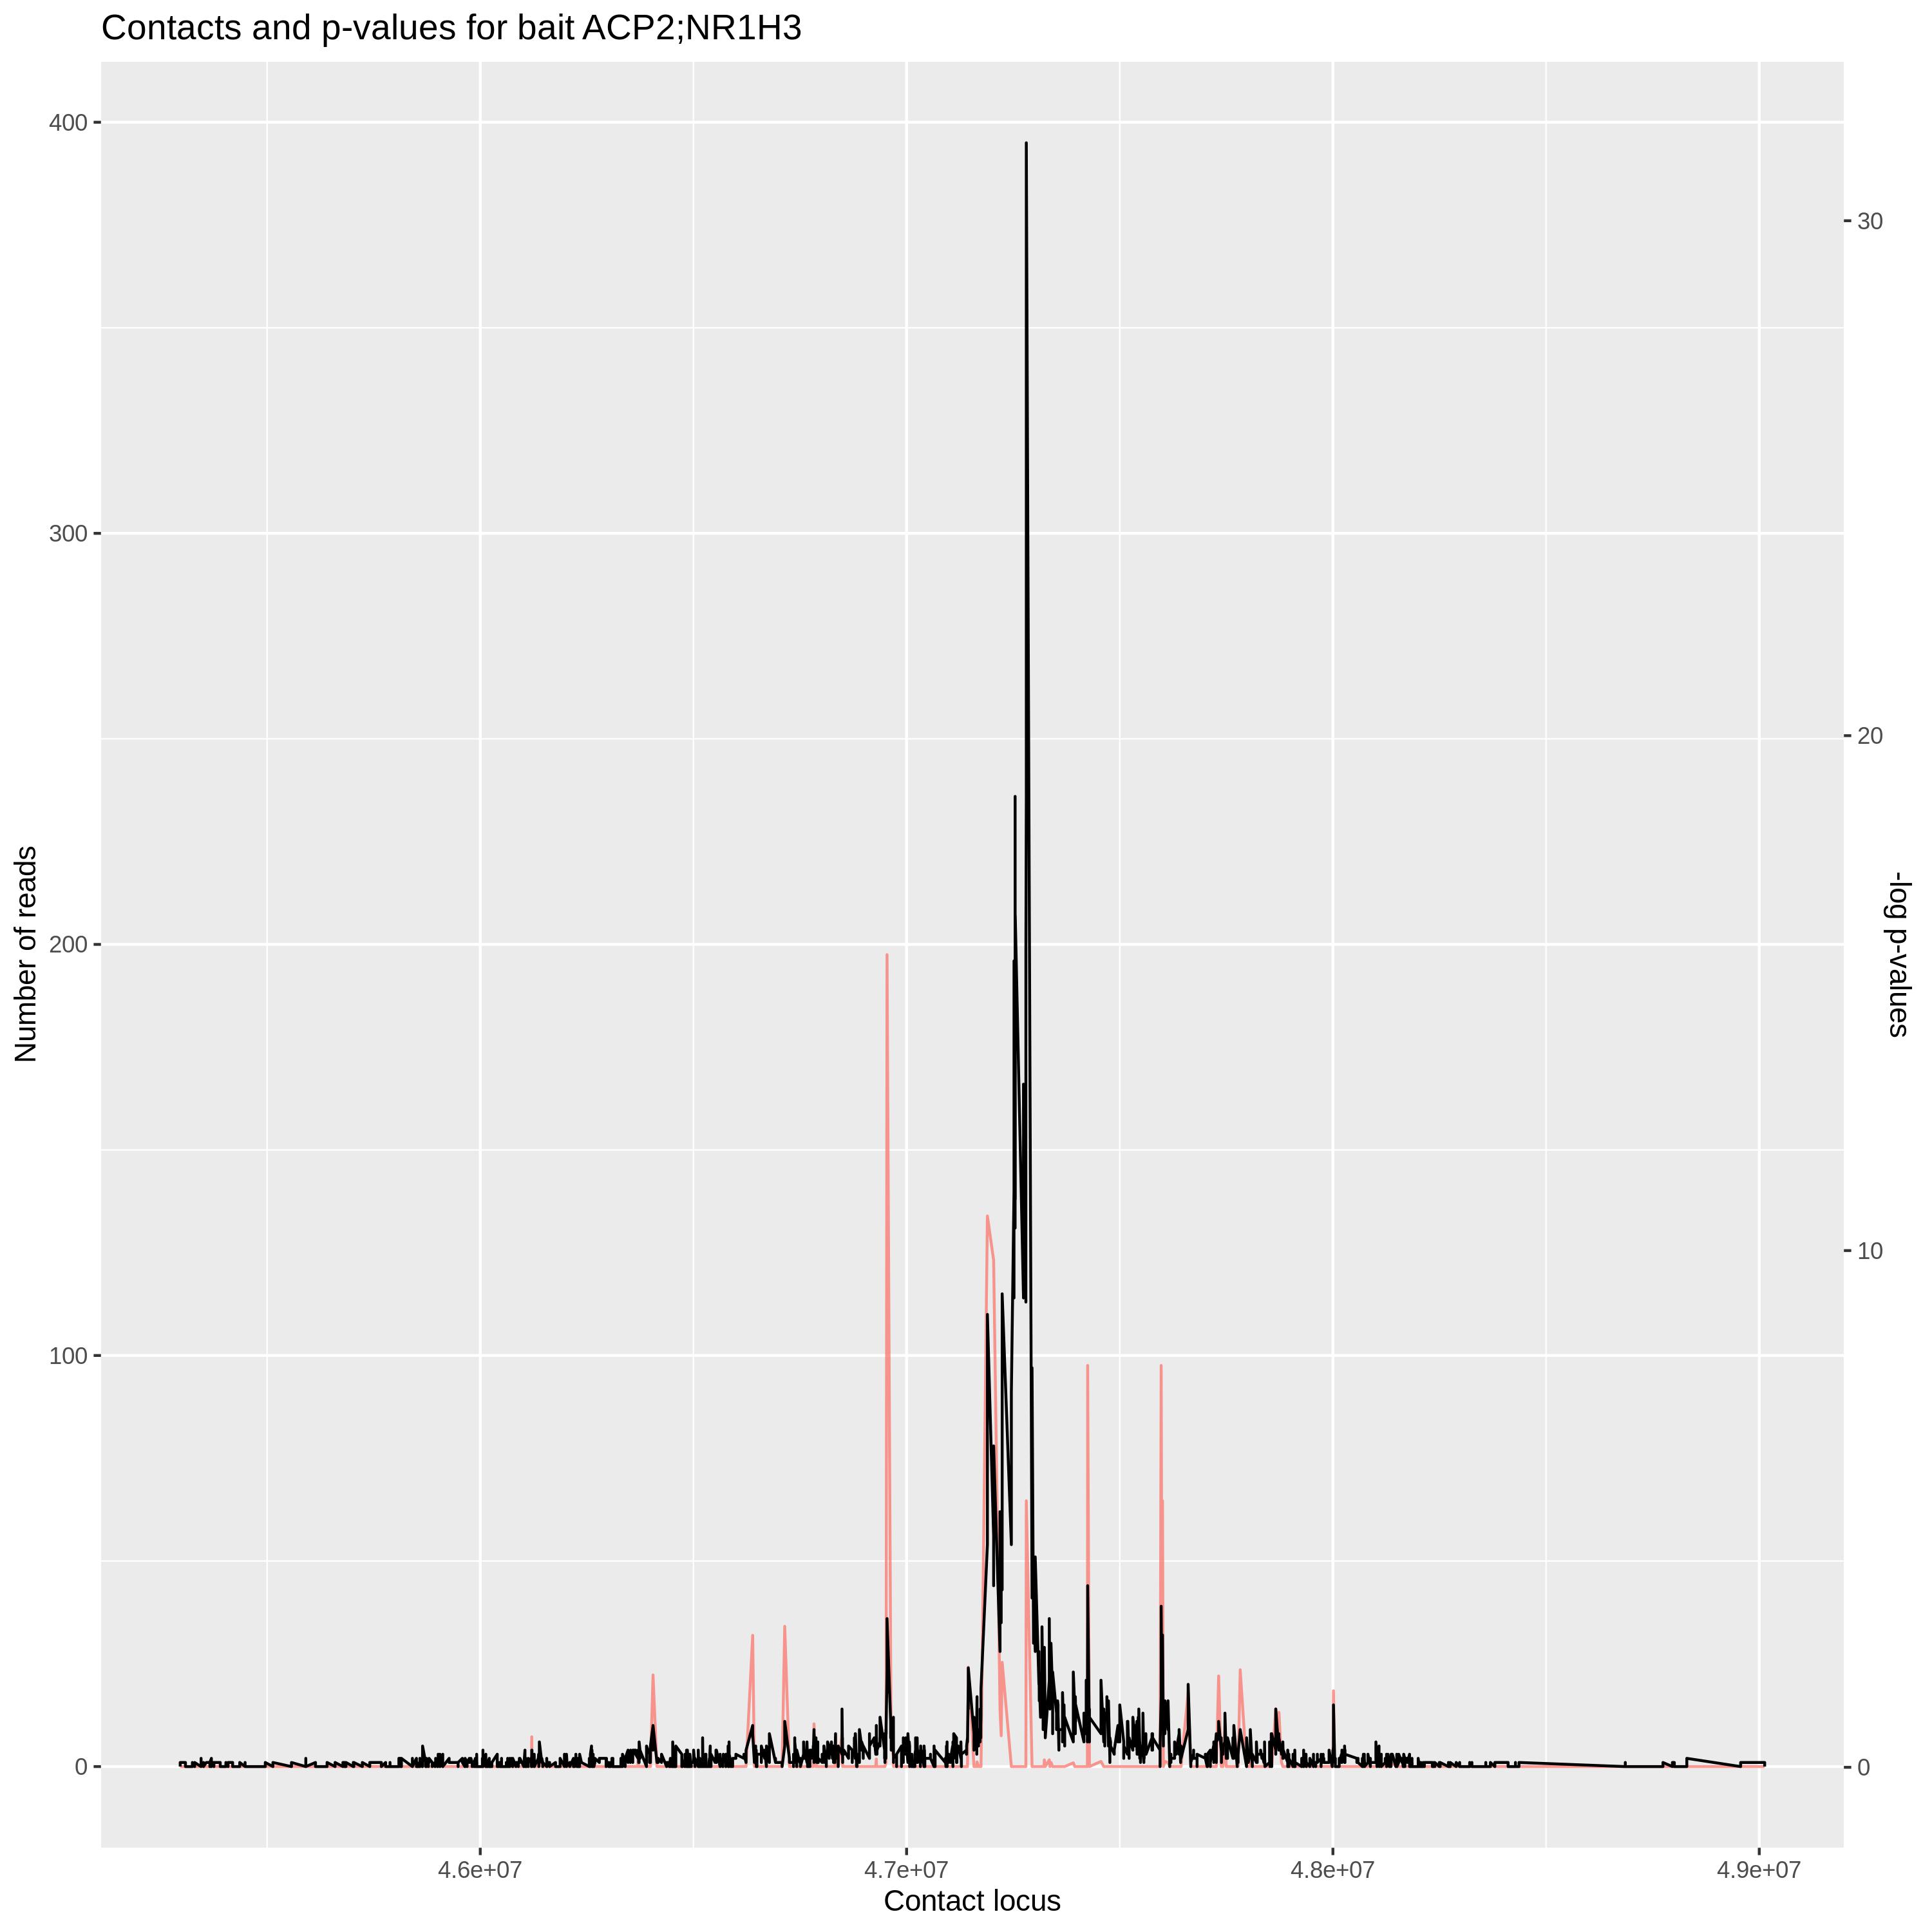 Contacts and p-values for bait ACP2;NR1H3
400
300
200
100
0
Number of reads
30
20
10
0
-log p-values
4.6e+07
4.7e+07
4.8e+07
4.9e+07
Contact locus